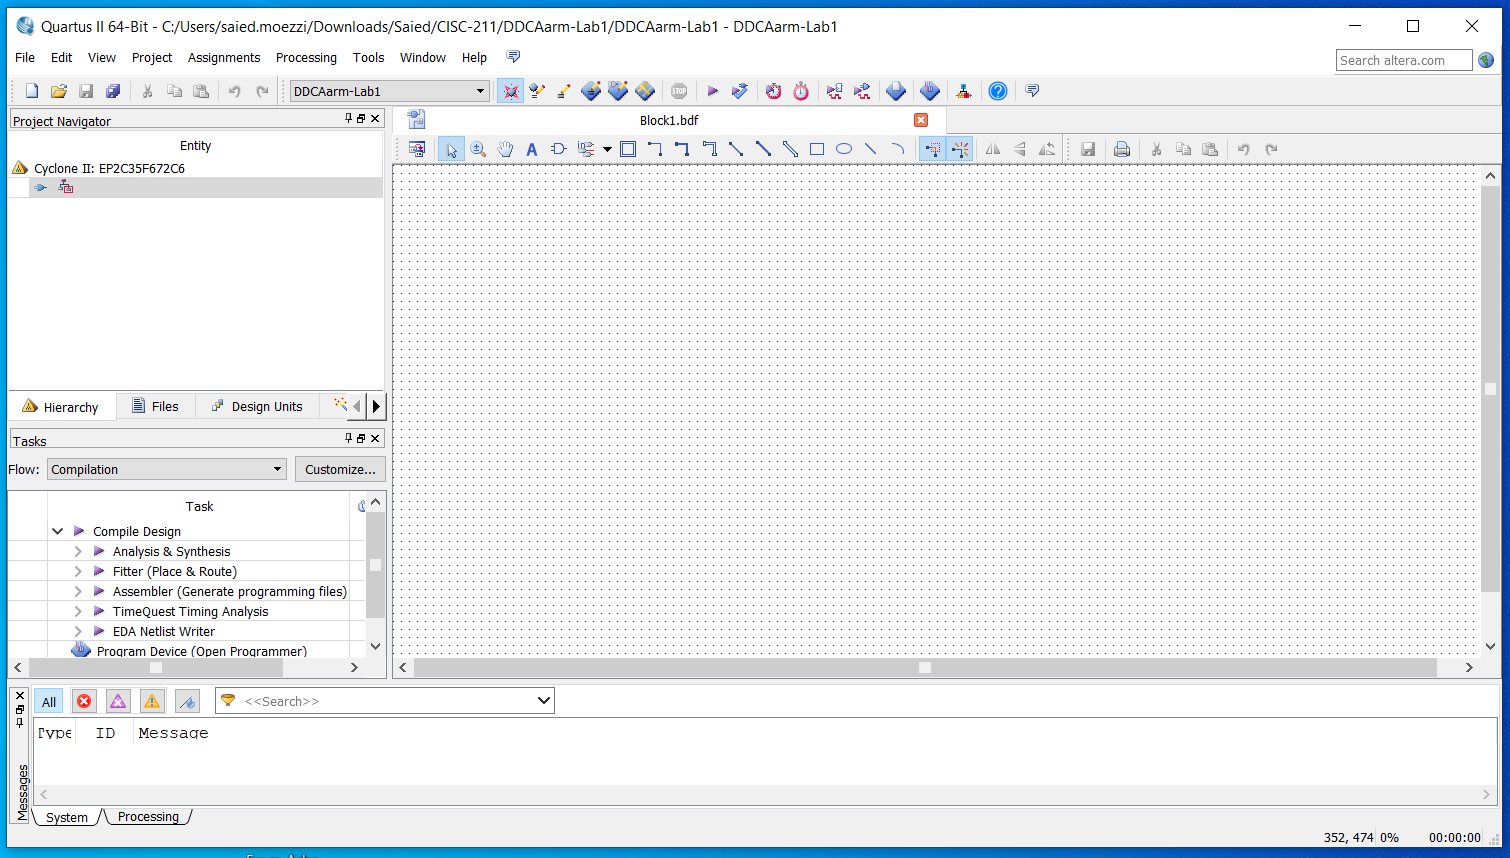 Quartus II 64-Bit - C:/Users/saied.moezzi/Downloads/Saied/CISC-211/DDCAarm-Lab1/DDCAarm-Lab1 - DDCAarm-Lab1
File Edit View Project Assignments Processing Tools Window Help
Search altera.com
DDCAarm-Lab1
STOP
Project Navigator
Block1.bdf
Entity
Cyclone II: EP2C35F672C6
Hierarchy Files Design Units
Tasks
Flow: Compilation Customize...
Task
Compile Design
Analysis & Synthesis
Fitter (Place & Route)
Assembler (Generate programming files)
TimeQuest Timing Analysis
EDA Netlist Writer
Program Device (Open Programmer)
All <<Search>>
Type ID Message
Messages
System Processing
352, 474 0% 00:00:00